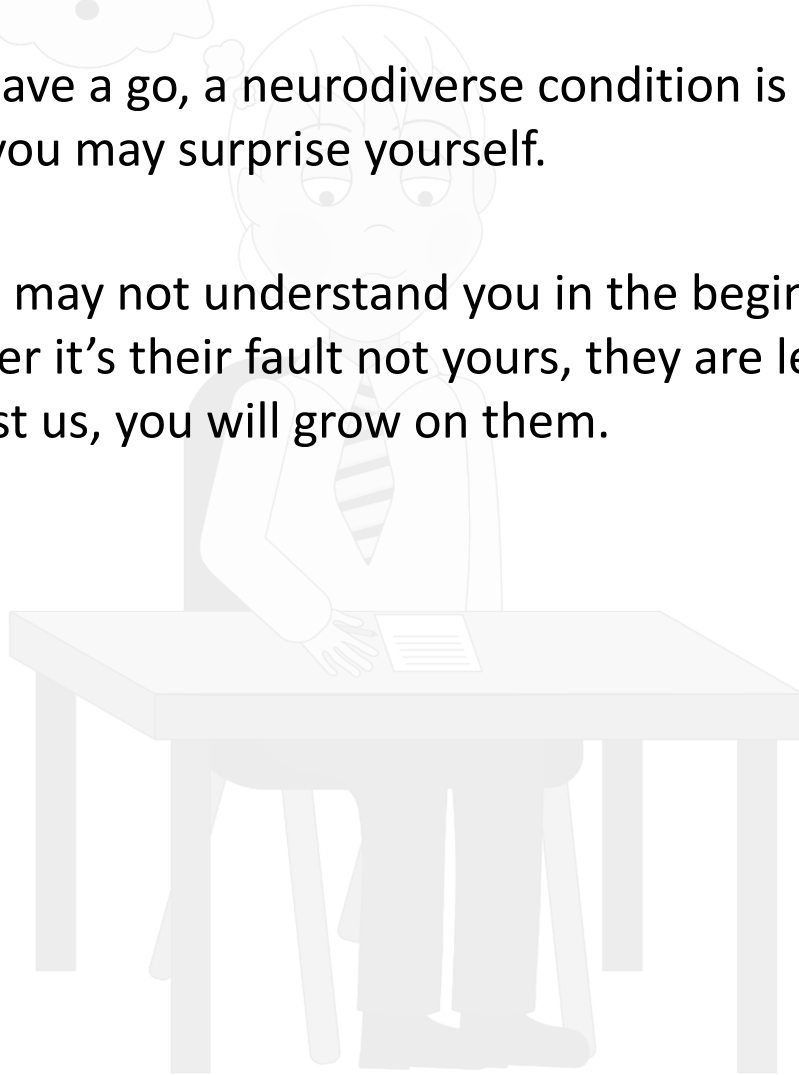 ave a go, a neurodiverse condition is
you may surprise yourself.
may not understand you in the begin
er it's their fault not yours, they are le
st us, you will grow on them.